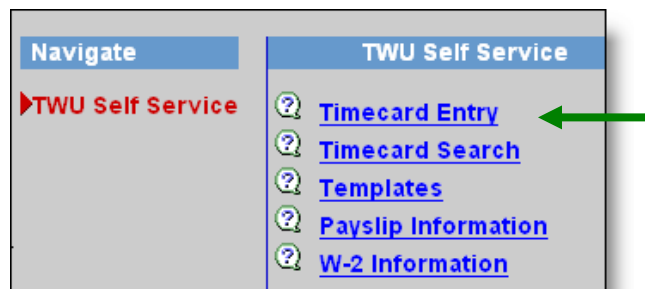 Navigate
TWU Self Service
TWU Self Service
Timecard Entry
Timecard Search
Templates
Payslip Information
W-2 Information